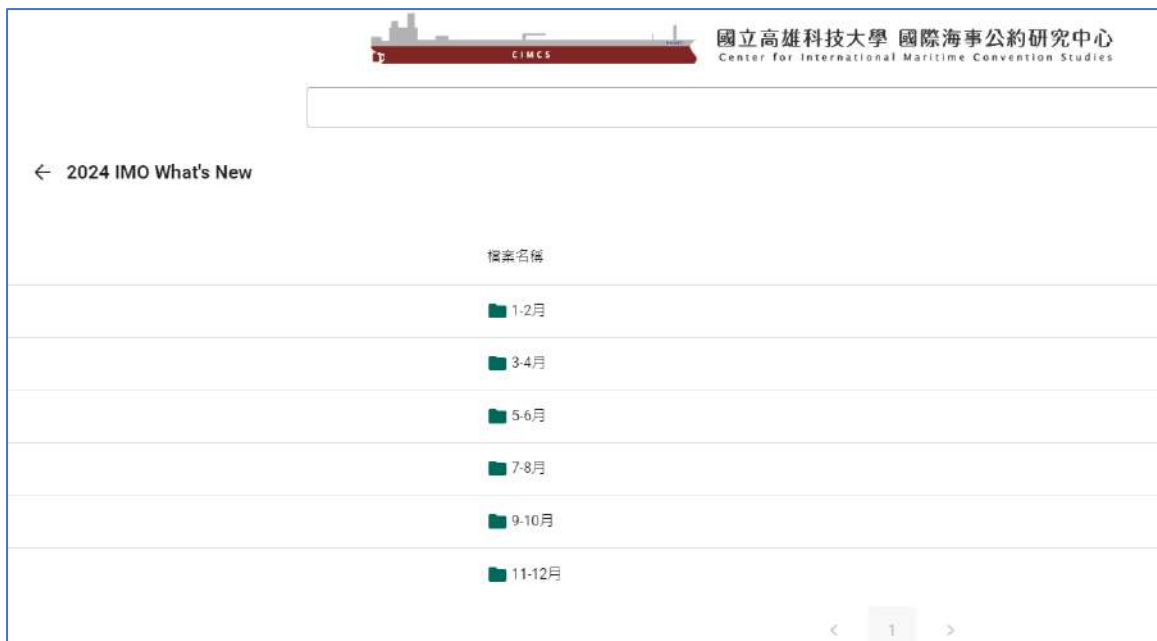 國立高雄科技大學 國際海事公約研究中心
CIMCS
Center for International Maritime Convention Studies
← 2024 IMO What's New
檔案名稱
1-2月
3-4月
5-6月
7-8月
9-10月
11-12月
< 1 >